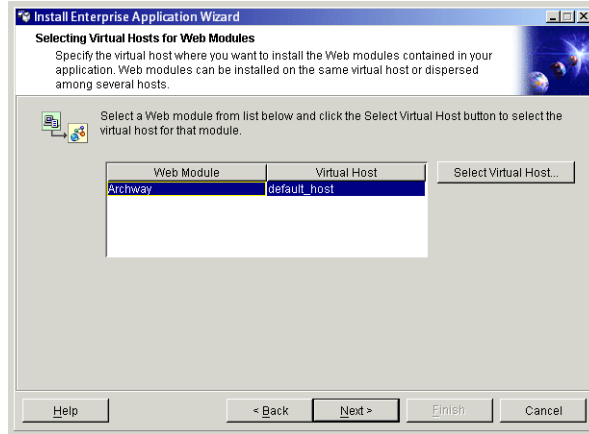 Install Enterprise Application Wizard
Selecting Virtual Hosts for Web Modules
Specify the virtual host where you want to install the Web modules contained in your
application. Web modules can be installed on the same virtual host or dispersed
among several hosts.
Select a Web module from list below and click the Select Virtual Host button to select the
virtual host for that module.
Web Module Virtual Host Select Virtual Host...
Archway default_host
Help < Back Next > Finish Cancel